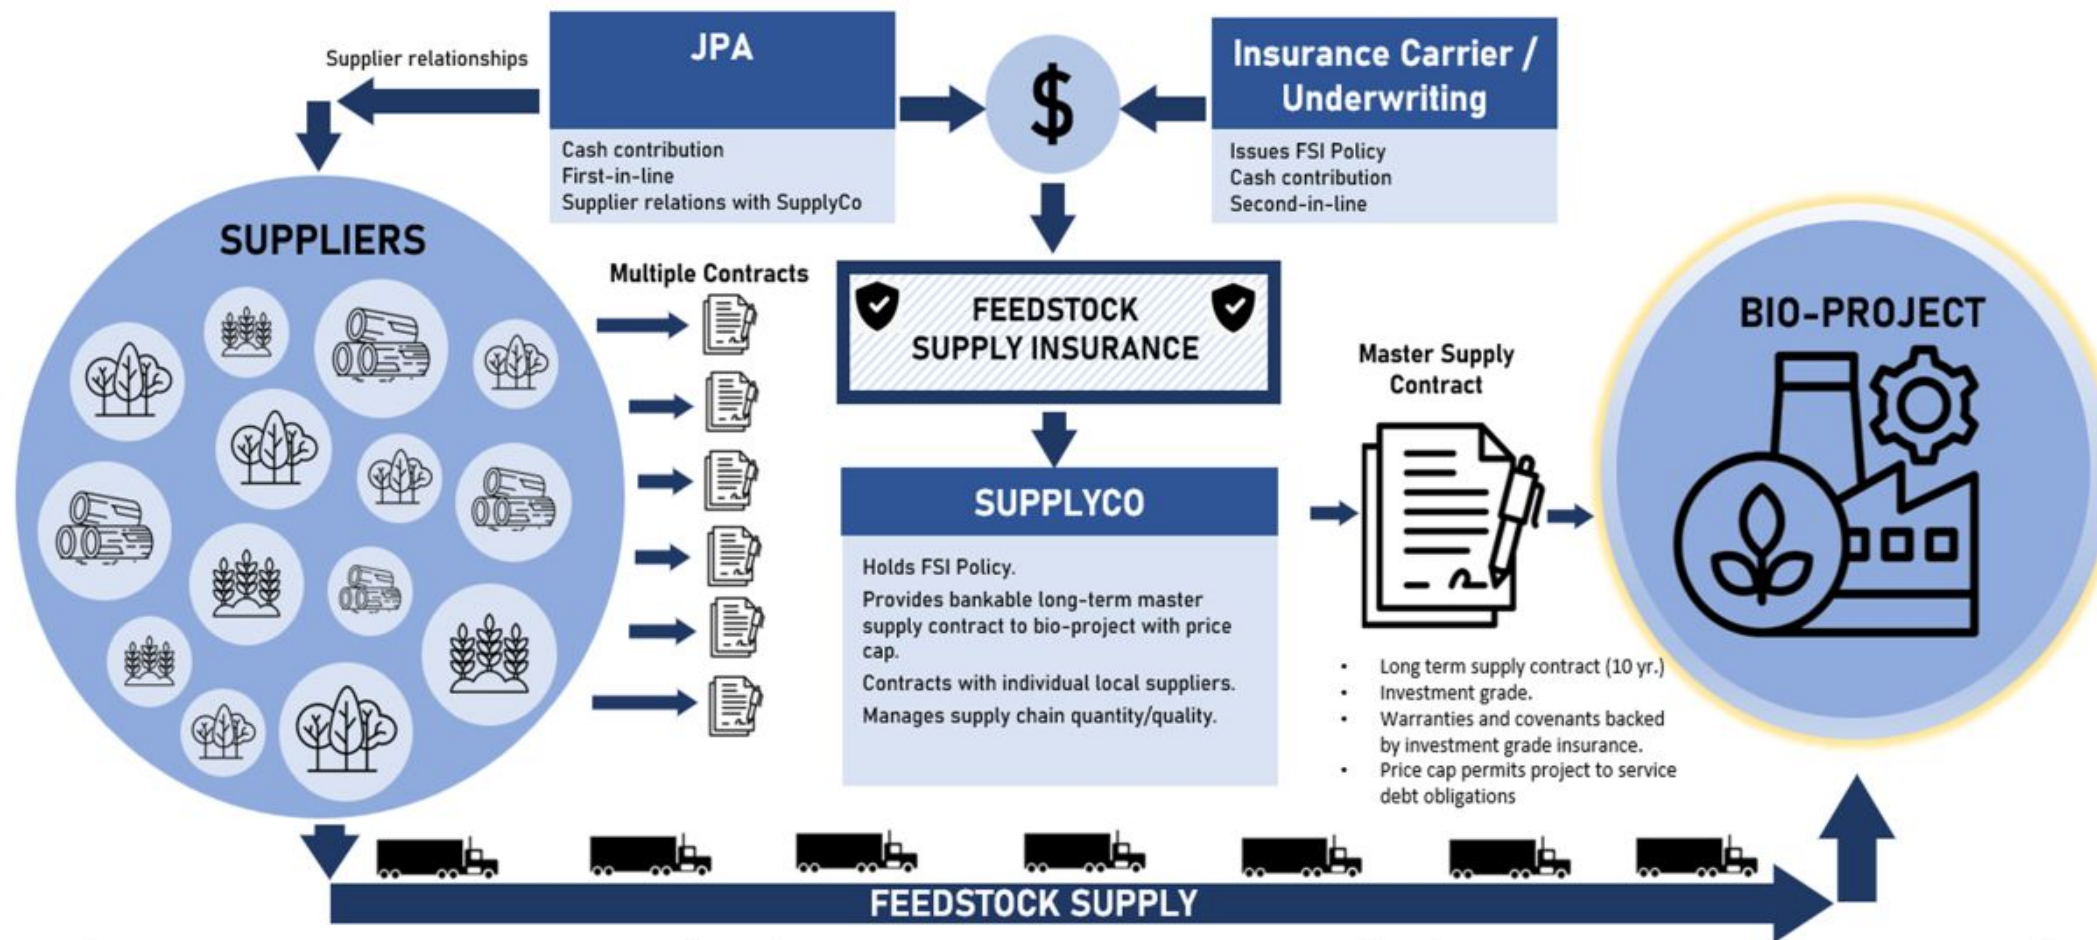 Supplier relationships
JPA
Cash contribution
First-in-line
Supplier relations with SupplyCo
$
Insurance Carrier /
Underwriting
Issues FSI Policy
Cash contribution
Second-in-line
SUPPLIERS
Multiple Contracts
FEEDSTOCK
SUPPLY INSURANCE
SUPPLYCO
Holds FSI Policy.
Provides bankable long-term master
supply contract to bio-project with price
cap.
Contracts with individual local suppliers.
Manages supply chain quantity/quality.
Master Supply
Contract
• Long term supply contract (10 yr.)
• Investment grade.
• Warranties and covenants backed
by investment grade insurance.
• Price cap permits project to service
debt obligations
BIO-PROJECT
FEEDSTOCK SUPPLY